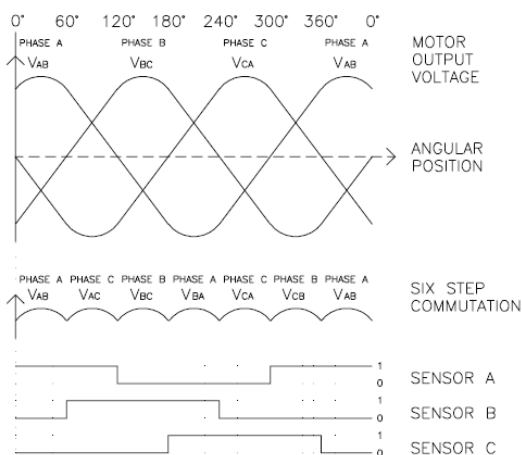 0° 60° 120° 180° 240° 300° 360° 0°
PHASE A PHASE B PHASE C PHASE A
VAB VBC VCA VAB
MOTOR
OUTPUT
VOLTAGE
ANGULAR
POSITION
PHASE A PHASE C PHASE B PHASE A PHASE C PHASE B PHASE A
VAB VAC VBC VBA VCA VCB VAB
SIX STEP
COMMUTATION
1
0
SENSOR A
1
0
SENSOR B
1
0
SENSOR C